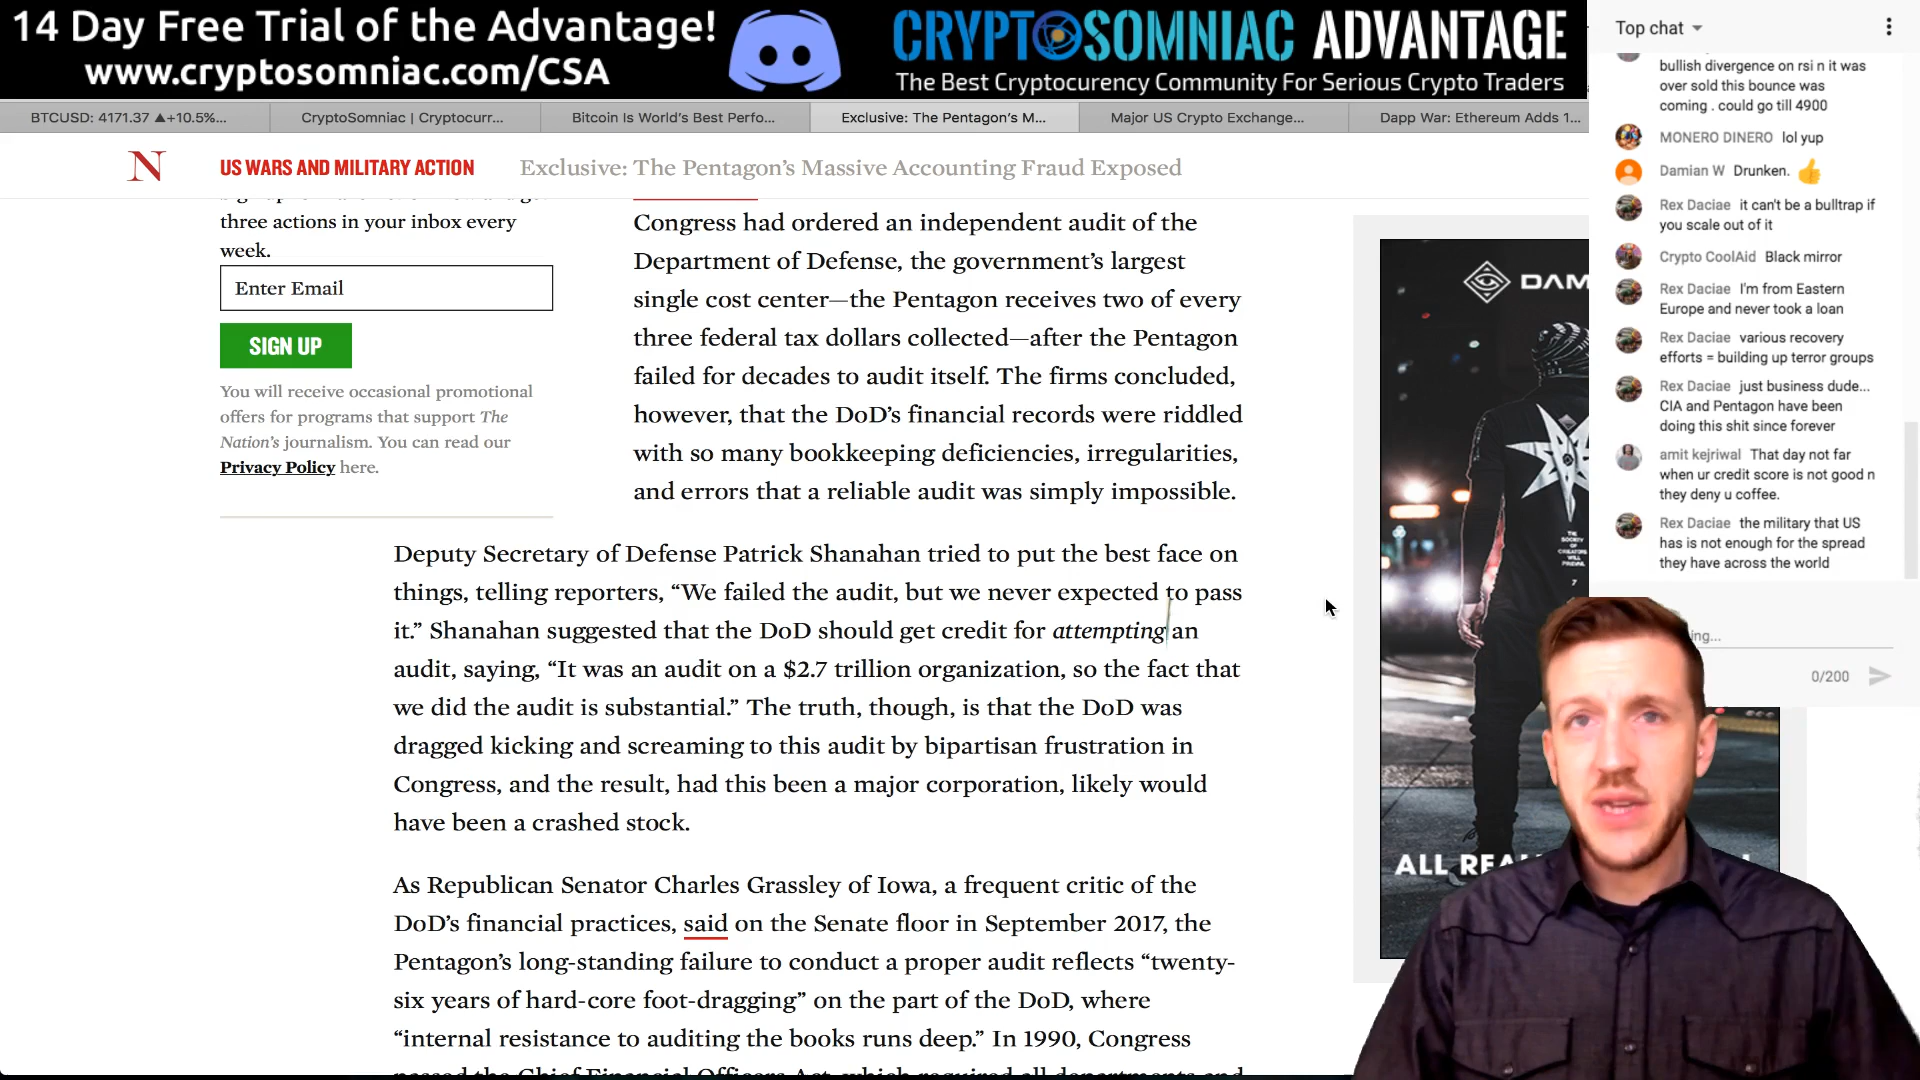 14 Day Free Trial of the Advantage!
www.cryptosomniac.com/CSA
CRYPTOSOMNIAC ADVANTAGE
The Best Cryptocurency Community For Serious Crypto Traders
BTCUSD: 4171.37 ▲+10.5%...
CryptoSomniac | Cryptocurr...
Bitcoin Is World's Best Perfo...
Exclusive: The Pentagon's M...
Major US Crypto Exchange...
Dapp War: Ethereum Adds 1...
N
US WARS AND MILITARY ACTION
Exclusive: The Pentagon's Massive Accounting Fraud Exposed
three actions in your inbox every
week.
Enter Email
SIGN UP
You will receive occasional promotional
offers for programs that support The
Nation's journalism. You can read our
Privacy Policy here.
Congress had ordered an independent audit of the
Department of Defense, the government's largest
single cost center—the Pentagon receives two of every
three federal tax dollars collected—after the Pentagon
failed for decades to audit itself. The firms concluded,
however, that the DoD's financial records were riddled
with so many bookkeeping deficiencies, irregularities,
and errors that a reliable audit was simply impossible.
Deputy Secretary of Defense Patrick Shanahan tried to put the best face on
things, telling reporters, “We failed the audit, but we never expected to pass
it.” Shanahan suggested that the DoD should get credit for attempting an
audit, saying, “It was an audit on a $2.7 trillion organization, so the fact that
we did the audit is substantial.” The truth, though, is that the DoD was
dragged kicking and screaming to this audit by bipartisan frustration in
Congress, and the result, had this been a major corporation, likely would
have been a crashed stock.
As Republican Senator Charles Grassley of Iowa, a frequent critic of the
DoD's financial practices, said on the Senate floor in September 2017, the
Pentagon's long-standing failure to conduct a proper audit reflects “twenty-
six years of hard-core foot-dragging” on the part of the DoD, where
“internal resistance to auditing the books runs deep.” In 1990, Congress
passed the Chief Financial Officers Act, which required all departments and
DAM
THE
SOCIETY
OF
CREATORS
WILL
PREVAIL
7
ALL REA
Top chat
bullish divergence on rsi n it was
over sold this bounce was
coming . could go till 4900
MONERO DINERO lol yup
Damian W Drunken. 👍
Rex Daciae it can't be a bulltrap if
you scale out of it
Crypto CoolAid Black mirror
Rex Daciae I'm from Eastern
Europe and never took a loan
Rex Daciae various recovery
efforts = building up terror groups
Rex Daciae just business dude...
CIA and Pentagon have been
doing this shit since forever
amit kejriwal That day not far
when ur credit score is not good n
they deny u coffee.
Rex Daciae the military that US
has is not enough for the spread
they have across the world
ing...
0/200